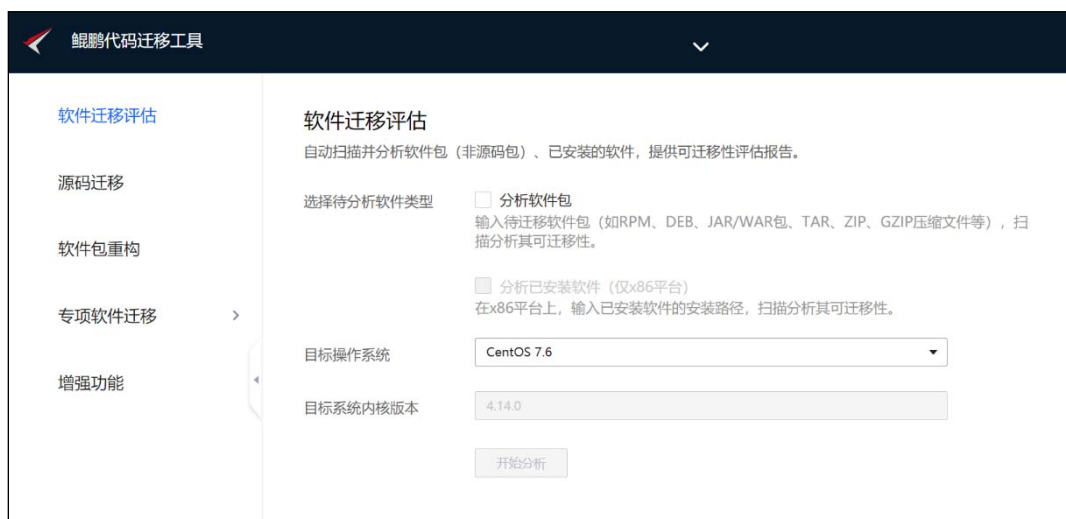 鲲鹏代码迁移工具
软件迁移评估
源码迁移
软件包重构
专项软件迁移
增强功能
软件迁移评估
自动扫描并分析软件包（非源码包）、已安装的软件，提供可迁移性评估报告。
选择待分析软件类型
分析软件包
输入待迁移软件包（如RPM、DEB、JAR/WAR包、TAR、ZIP、GZIP压缩文件等），扫
描分析其可迁移性。
分析已安装软件（仅x86平台）
在x86平台上，输入已安装软件的安装路径，扫描分析其可迁移性。
目标操作系统
CentOS 7.6
目标系统内核版本
4.14.0
开始分析